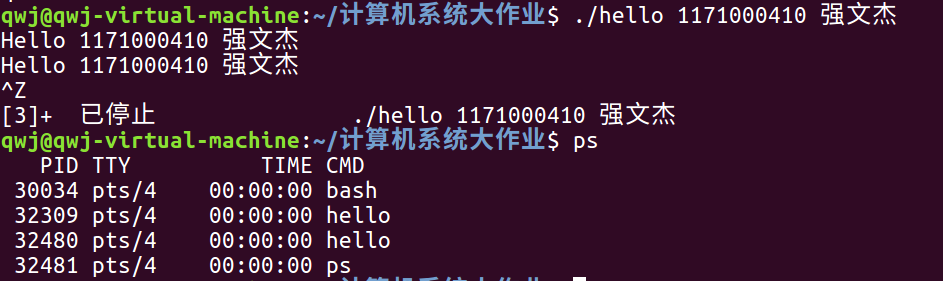 qwj@qwj-virtual-machine:~/计算机系统大作业$ ./hello 1171000410 强文杰
Hello 1171000410 强文杰
Hello 1171000410 强文杰
^Z
[3]+  已停止               ./hello 1171000410 强文杰
qwj@qwj-virtual-machine:~/计算机系统大作业$ ps
   PID TTY          TIME CMD
 30034 pts/4    00:00:00 bash
 32309 pts/4    00:00:00 hello
 32480 pts/4    00:00:00 hello
 32481 pts/4    00:00:00 ps